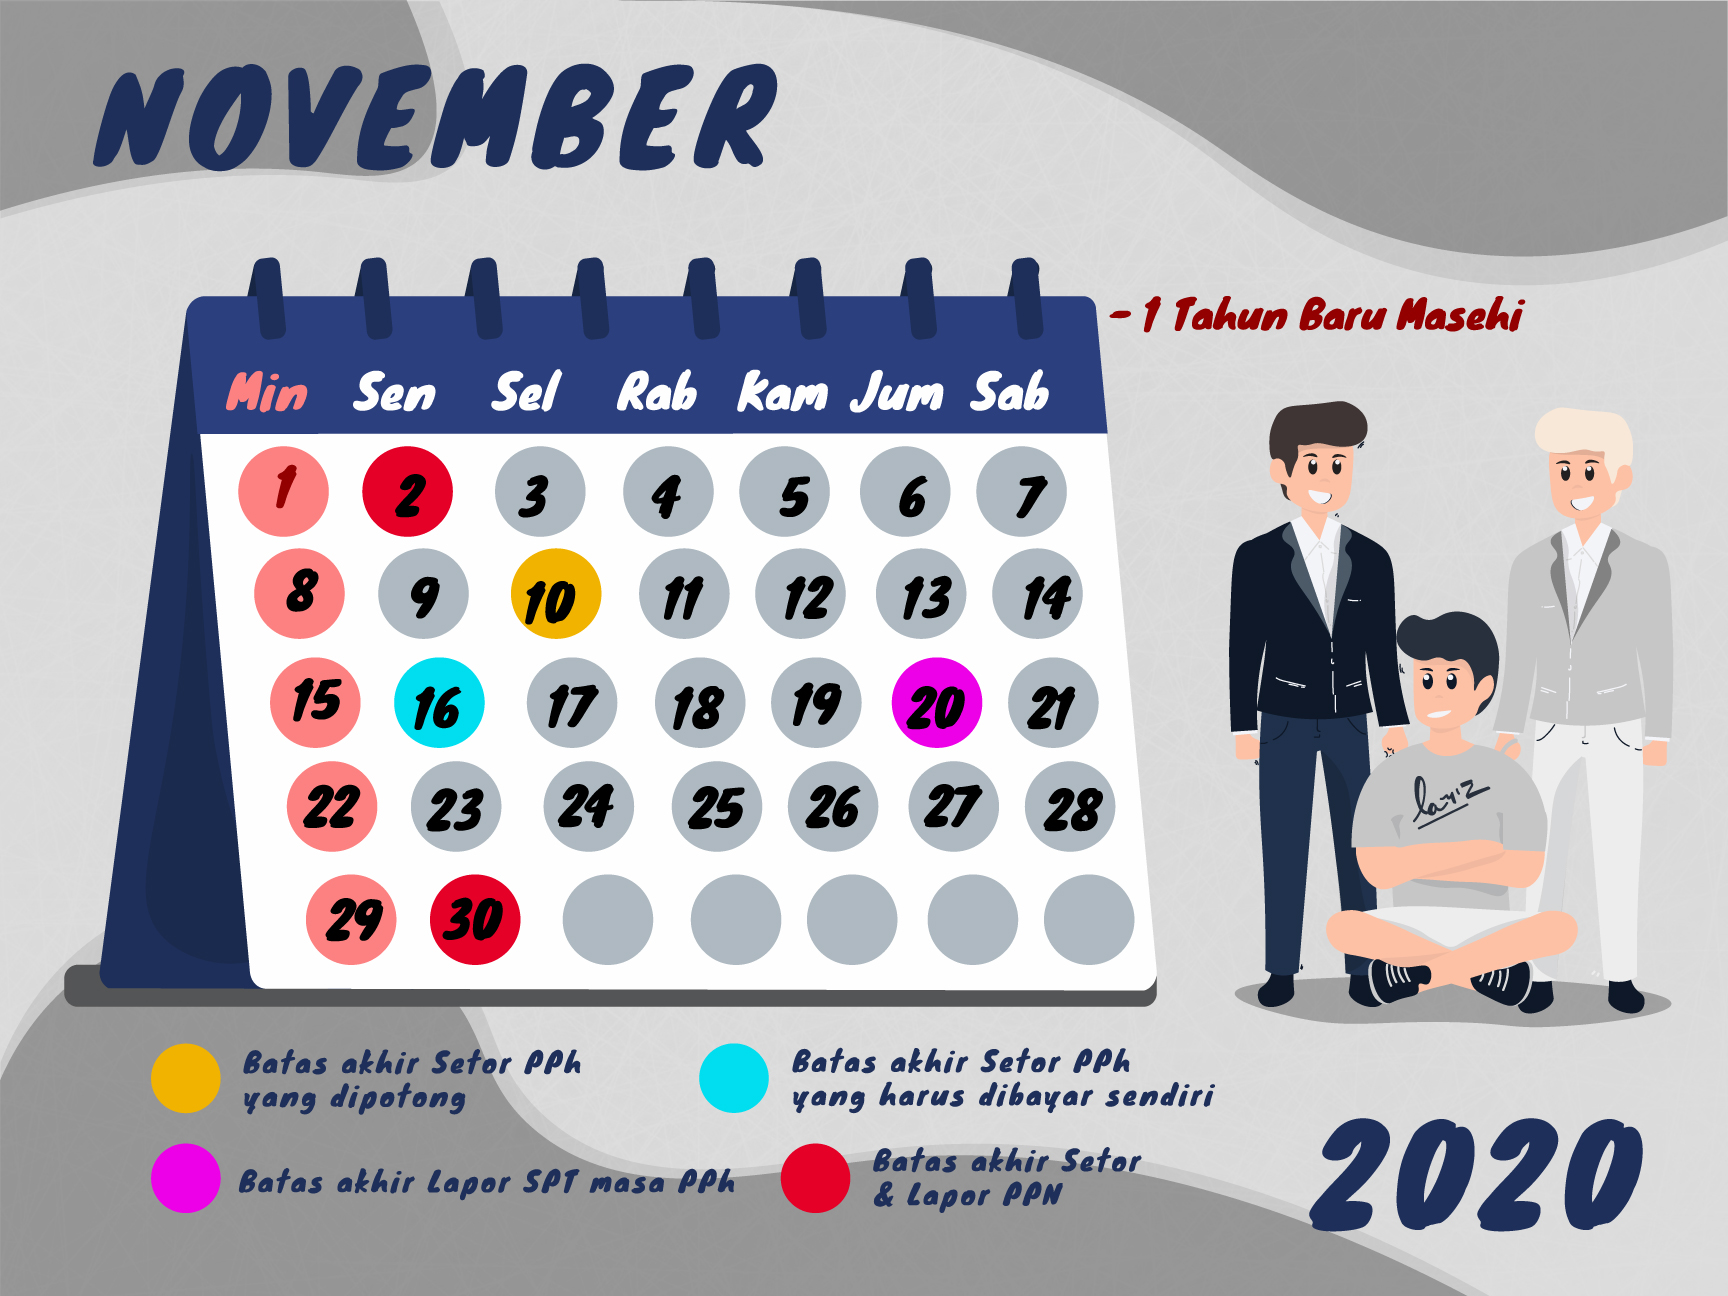 NOVEMBER
- 1 Tahun Baru Masehi
Min Sen Sel Rab Kam Jum Sab
1 2 3 4 5 6 7
8 9 10 11 12 13 14
15 16 17 18 19 20 21
22 23 24 25 26 27 28
29 30
Batas akhir Setor PPh
yang dipotong
Batas akhir Setor PPh
yang harus dibayar sendiri
Batas akhir Lapor SPT masa PPh
Batas akhir Setor
& Lapor PPN
2020